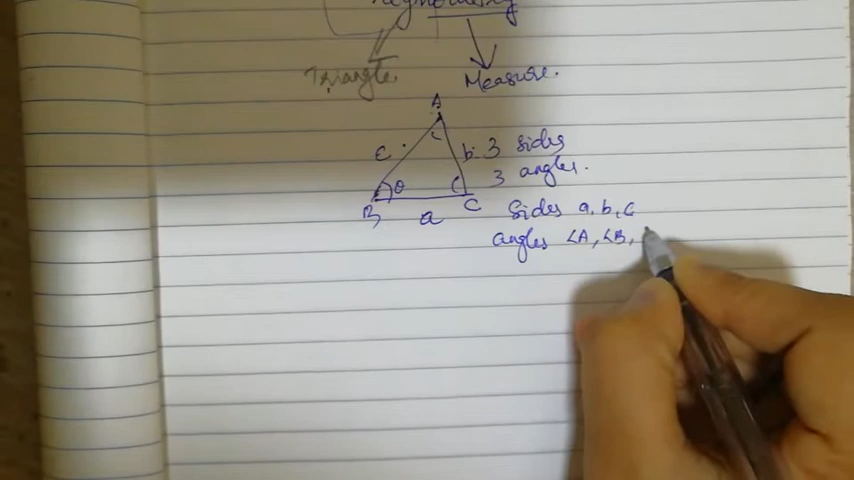 Triangle
Measure.
A
c b 3 sides
3 angles.
θ
B a C
Sides a, b, c
angles ∠A, ∠B,